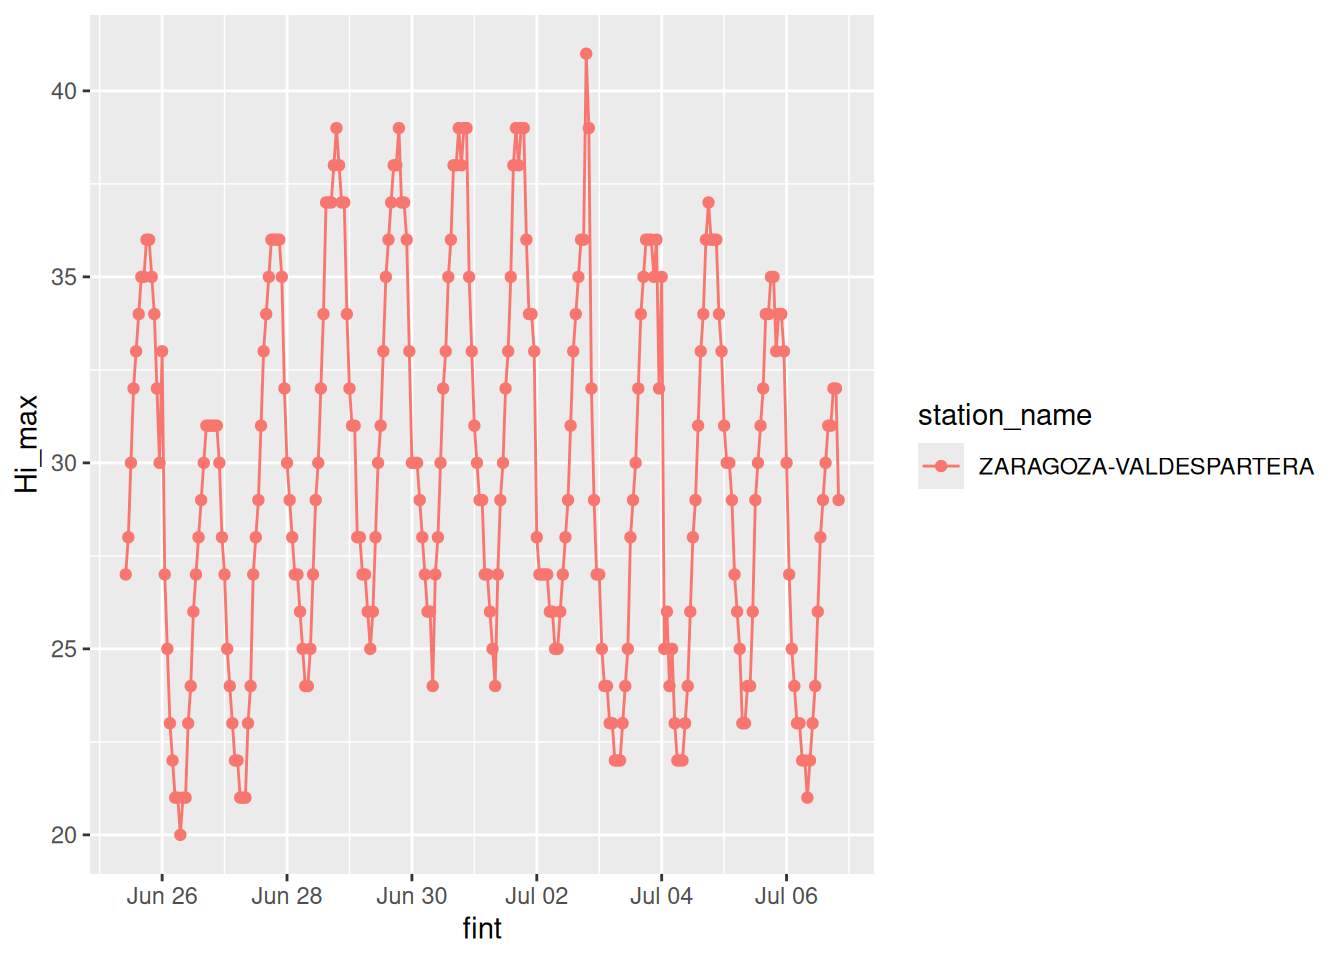 Hi_max
40
35
30
25
20
Jun 26 Jun 28 Jun 30 Jul 02 Jul 04 Jul 06
fint
station_name
ZARAGOZA-VALDESPARTERA